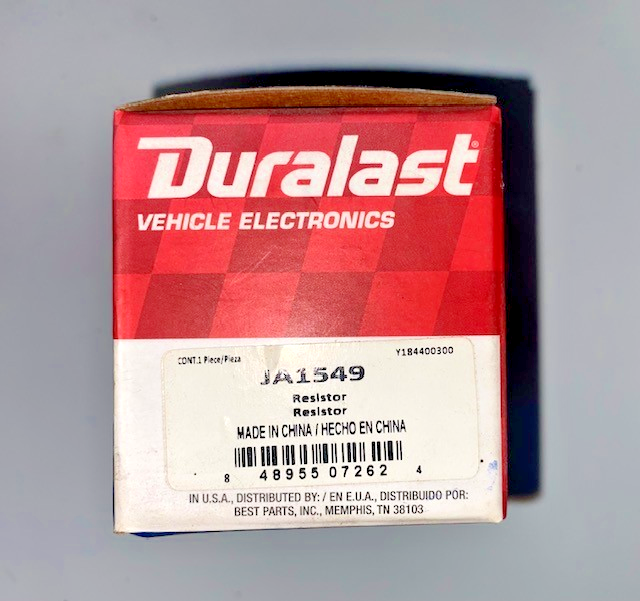 Duralast®
VEHICLE ELECTRONICS
CONT.1 Piece/Pieza Y184400300
JA1549
Resistor
Resistor
MADE IN CHINA / HECHO EN CHINA
8 48955 07262 4
IN U.S.A., DISTRIBUTED BY: / EN E.U.A., DISTRIBUIDO POR:
BEST PARTS, INC., MEMPHIS, TN 38103